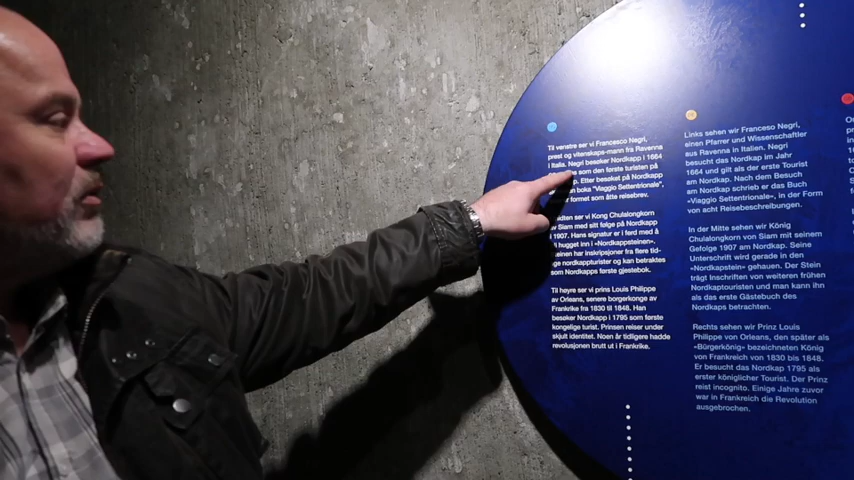 Til venstre ser vi Francesco Negri,
prest og vitenskaps-mann fra Ravenna
i Italia. Negri besøker Nordkapp i 1664
som den første turisten på
Etter besøket på Nordkapp
boka "Viaggio Settentrionale",
formet som åtte reisebrev.
ser vi Kong Chulalongkorn
av Siam med sitt følge på Nordkapp
i 1907. Hans signatur er i ferd med å
hugget inn i «Nordkappsteinen».
har inskripsjoner fra flere tid-
nordkappturister og kan betraktes
som Nordkapps første gjestebok.
Til høyre ser vi prins Louis Philippe
av Orleans, senere borgerkonge av
Frankrike fra 1830 til 1848. Han
besøker Nordkapp i 1795 som første
kongelige turist. Prinsen reiser under
skjult identitet. Noen år tidligere hadde
revolusjonen brutt ut i Frankrike.
Links sehen wir Franceso Negri,
einen Pfarrer und Wissenschaftler
aus Ravenna in Italien. Negri
besucht das Nordkap im Jahr
1664 und gilt als der erste Tourist
am Nordkap. Nach dem Besuch
am Nordkap schrieb er das Buch
«Viaggio Settentrionale», in der Form
von acht Reisebeschreibungen.
In der Mitte sehen wir König
Chulalongkorn von Siam mit seinem
Gefolge 1907 am Nordkap. Seine
Unterschrift wird gerade in den
«Nordkapstein» gehauen. Der Stein
trägt Inschriften von weiteren frühen
Nordkaptouristen und man kann ihn
als das erste Gästebuch des
Nordkaps betrachten.
Rechts sehen wir Prinz Louis
Philippe von Orleans, den später als
«Bürgerkönig» bezeichneten König
von Frankreich von 1830 bis 1848.
Er besucht das Nordkap 1795 als
erster königlicher Tourist. Der Prinz
reist incognito. Einige Jahre zuvor
war in Frankreich die Revolution
ausgebrochen.